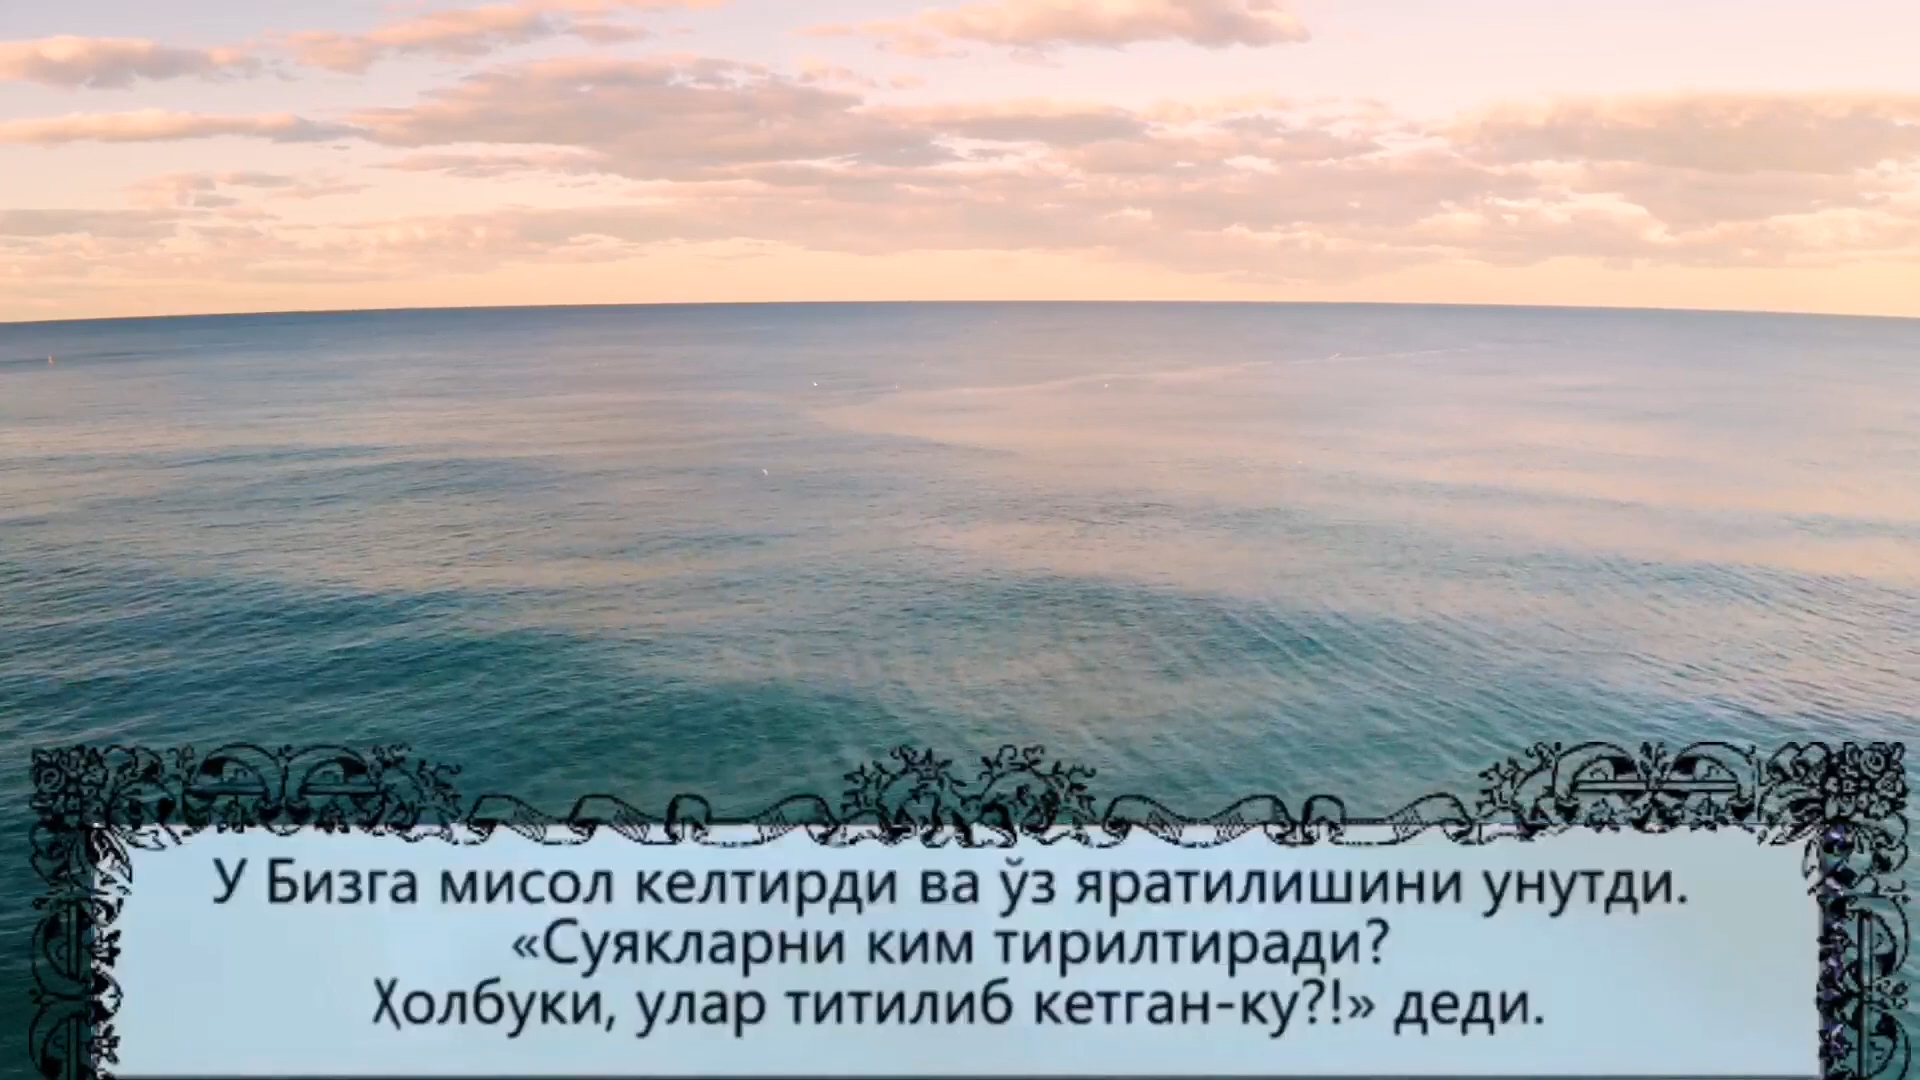 У Бизга мисол келтирди ва ўз яратилишини унутди.
«Суякларни ким тирилтиради?
Ҳолбуки, улар титилиб кетган-ку?!» деди.